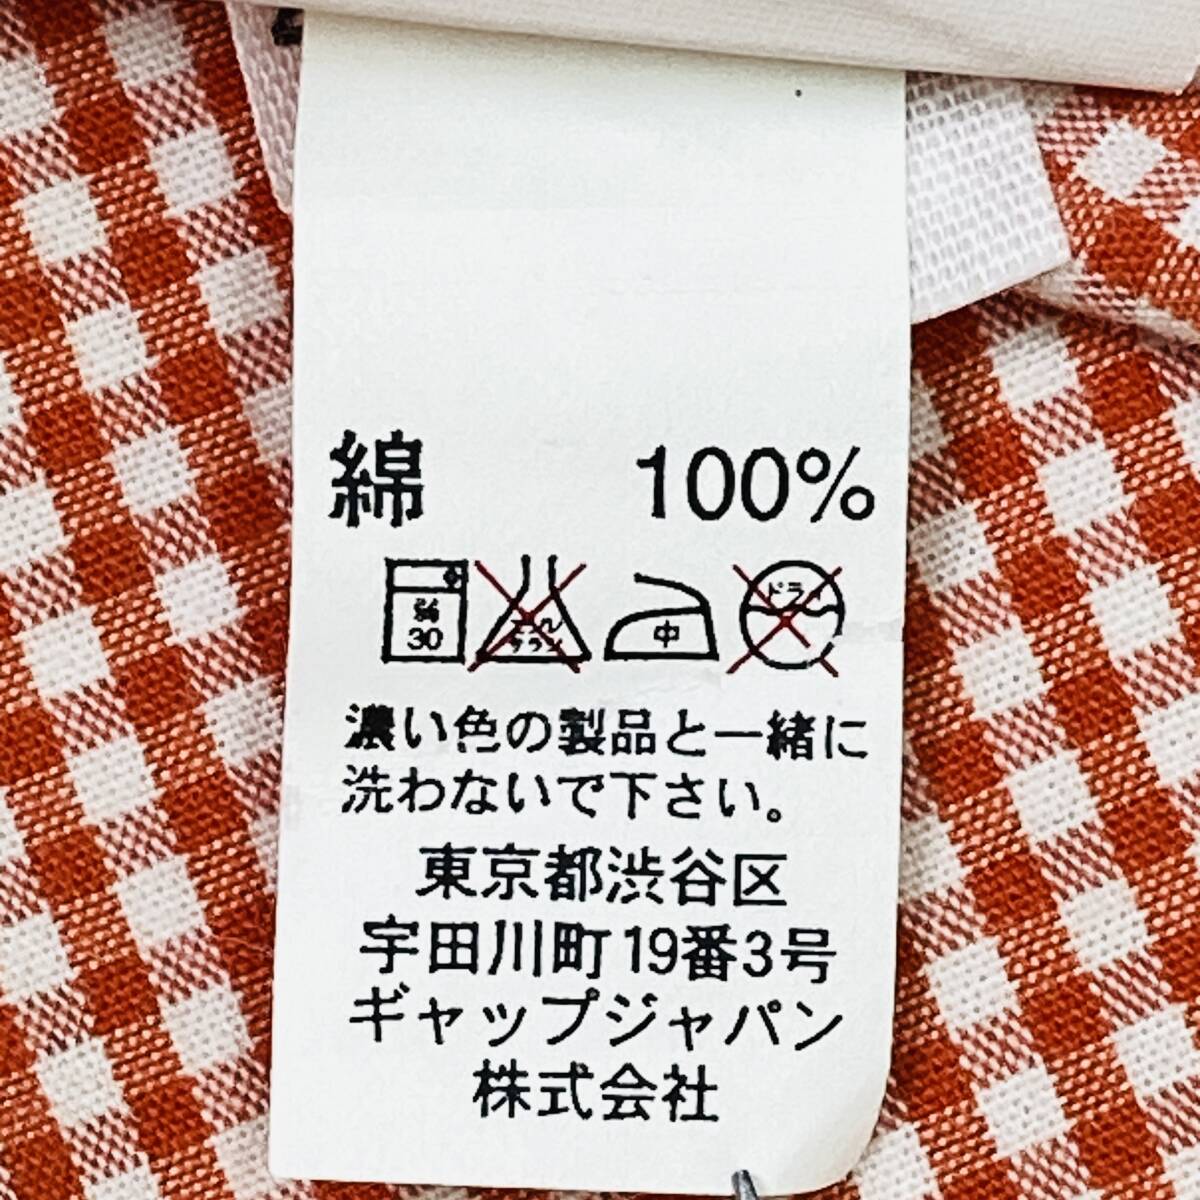 綿 100%
弱 中 ドライ
30
エンソ
サラシ
濃い色の製品と一緒に
洗わないで下さい。
東京都渋谷区
宇田川町19番3号
ギャップジャパン
株式会社